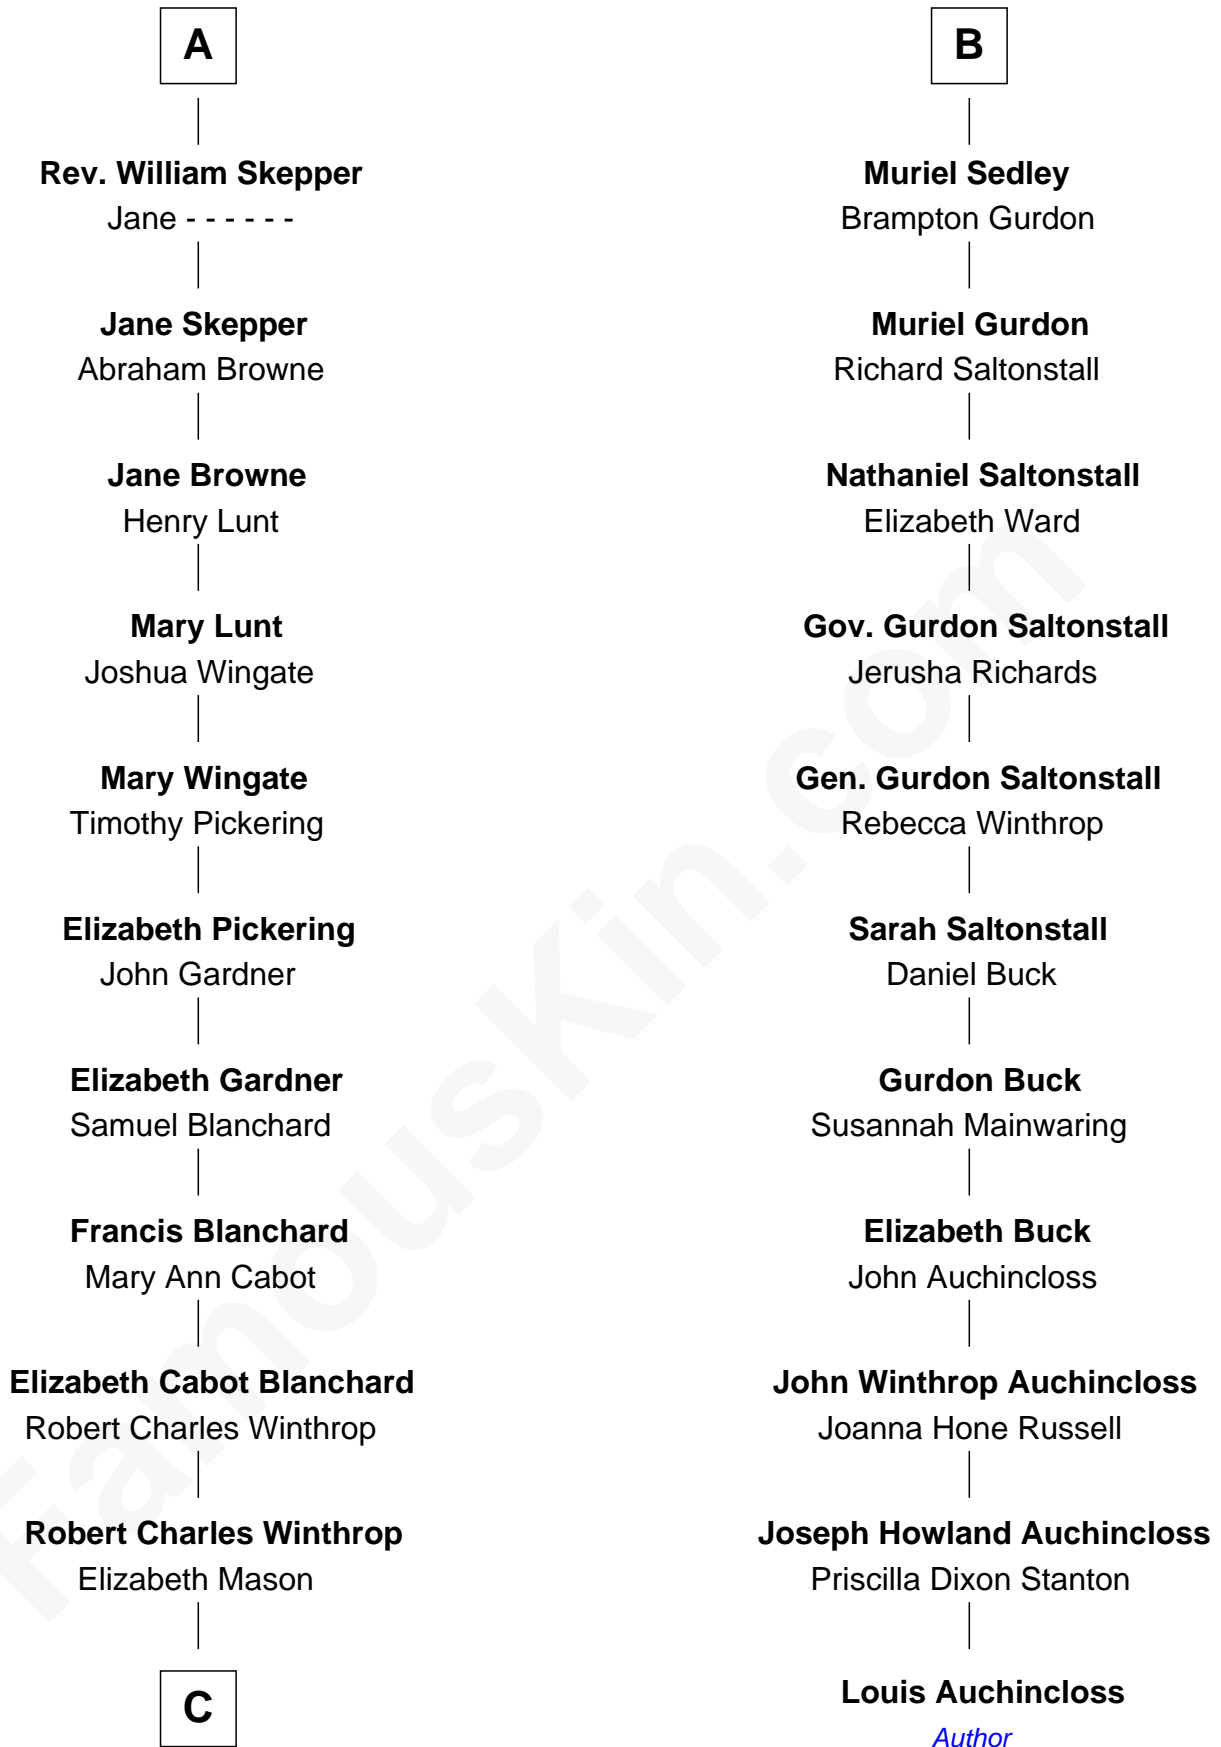 A
Rev. William Skepper
Jane - - - - - -
Jane Skepper
Abraham Browne
Jane Browne
Henry Lunt
Mary Lunt
Joshua Wingate
Mary Wingate
Timothy Pickering
Elizabeth Pickering
John Gardner
Elizabeth Gardner
Samuel Blanchard
Francis Blanchard
Mary Ann Cabot
Elizabeth Cabot Blanchard
Robert Charles Winthrop
Robert Charles Winthrop
Elizabeth Mason
C
B
Muriel Sedley
Brampton Gurdon
Muriel Gurdon
Richard Saltonstall
Nathaniel Saltonstall
Elizabeth Ward
Gov. Gurdon Saltonstall
Jerusha Richards
Gen. Gurdon Saltonstall
Rebecca Winthrop
Sarah Saltonstall
Daniel Buck
Gurdon Buck
Susannah Mainwaring
Elizabeth Buck
John Auchincloss
John Winthrop Auchincloss
Joanna Hone Russell
Joseph Howland Auchincloss
Priscilla Dixon Stanton
Louis Auchincloss
Author
FamousKin.com